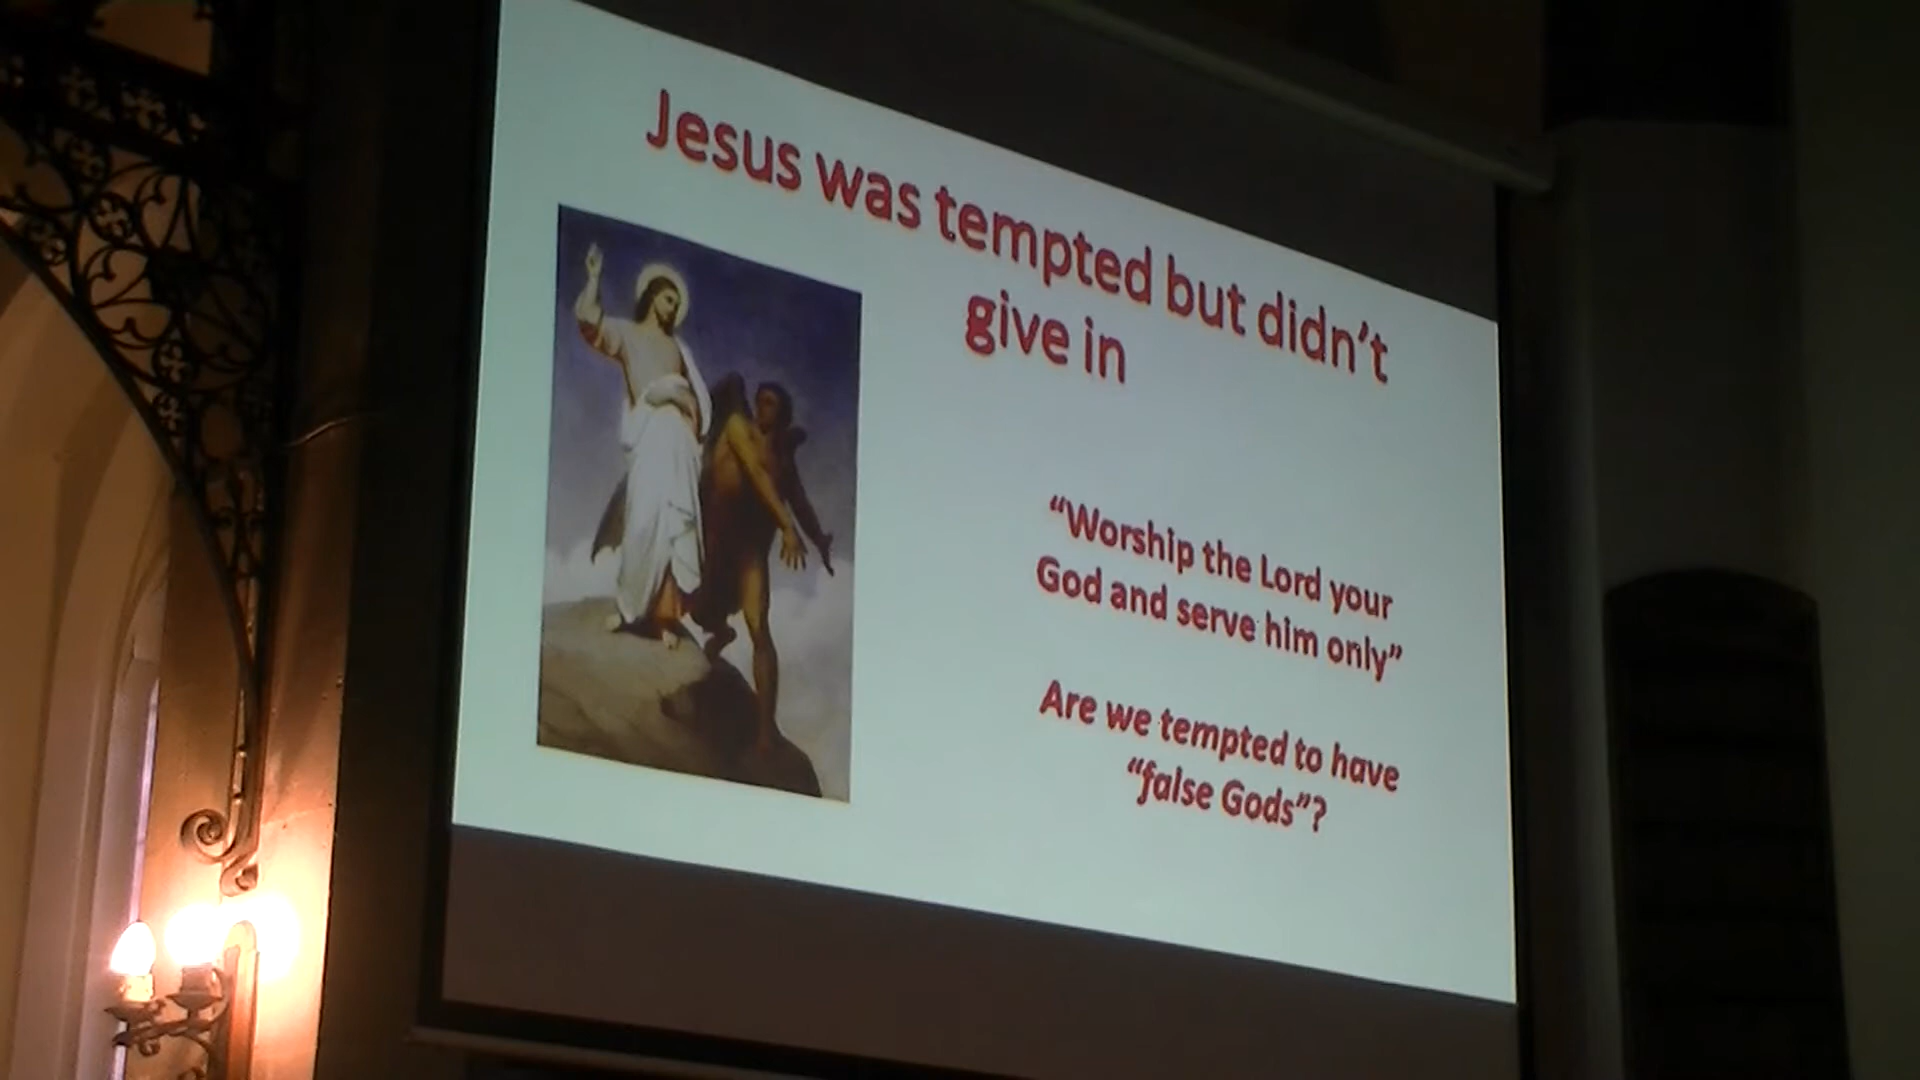 Jesus was tempted but didn’t
give in
“Worship the Lord your
God and serve him only”
Are we tempted to have
“false Gods”?